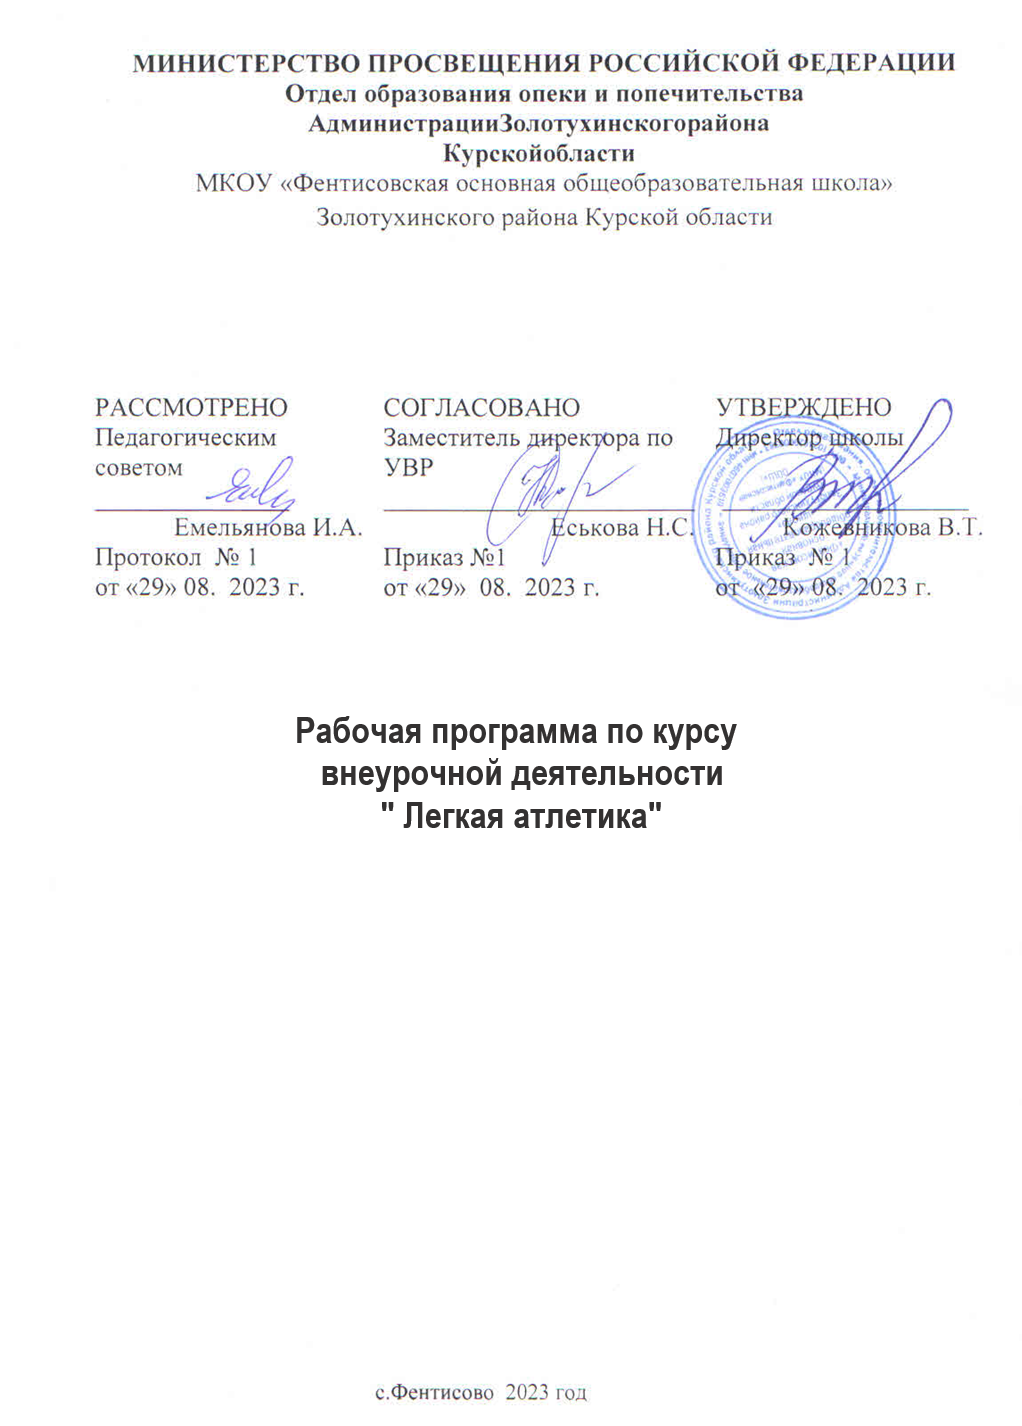 МИНИСТЕРСТВО ПРОСВЕЩЕНИЯ РОССИЙСКОЙ ФЕДЕРАЦИИ
Отдел образования опеки и попечительства
АдминистрацииЗолотухинскогорайона
Курскойобласти
МКОУ «Фентисовская основная общеобразовательная школа»
Золотухинского района Курской области
РАССМОТРЕНО
Педагогическим
советом
Емельянова И.А.
Протокол № 1
от «29» 08. 2023 г.
СОГЛАСОВАНО
Заместитель директора по
УВР
Еськова Н.С.
Приказ №1
от «29» 08. 2023 г.
УТВЕРЖДЕНО
Директор школы
Кожевникова В.Т.
Приказ № 1
от «29» 08. 2023 г.
Рабочая программа по курсу
внеурочной деятельности
" Легкая атлетика"
с.Фентисово 2023 год